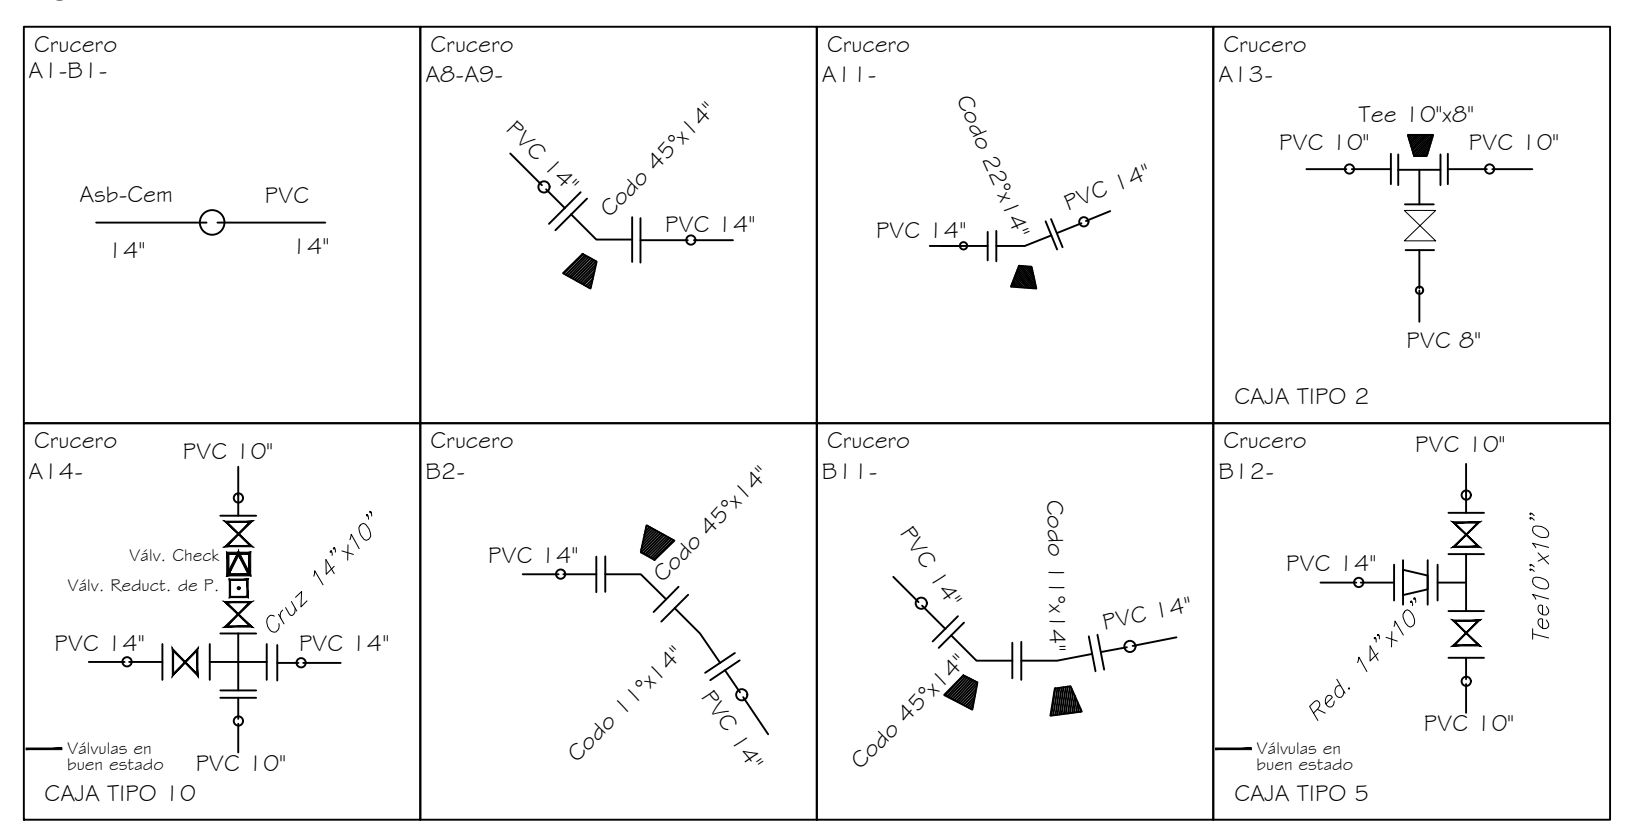 Crucero
A1-B1-
Asb-Cem
PVC
14"
14"
Crucero
A8-A9-
PVC 14"
Codo 45°x14"
PVC 14"
Crucero
A11-
Codo 22°x14"
PVC 14"
PVC 14"
Crucero
A13-
Tee 10"x8"
PVC 10"
PVC 10"
PVC 8"
CAJA TIPO 2
Crucero
A14-
PVC 10"
Válv. Check
Válv. Reduct. de P.
Cruz 14”x10”
PVC 14"
PVC 14"
Válvulas en
buen estado
PVC 10"
CAJA TIPO 10
Crucero
B2-
Codo 45°x14"
PVC 14"
Codo 11°x14"
PVC 14"
Crucero
B11-
PVC 14"
Codo 11°x14"
PVC 14"
Codo 45°x14"
Crucero
B12-
PVC 10"
PVC 14"
Tee10”x10”
Red. 14”x10”
PVC 10"
Válvulas en
buen estado
CAJA TIPO 5